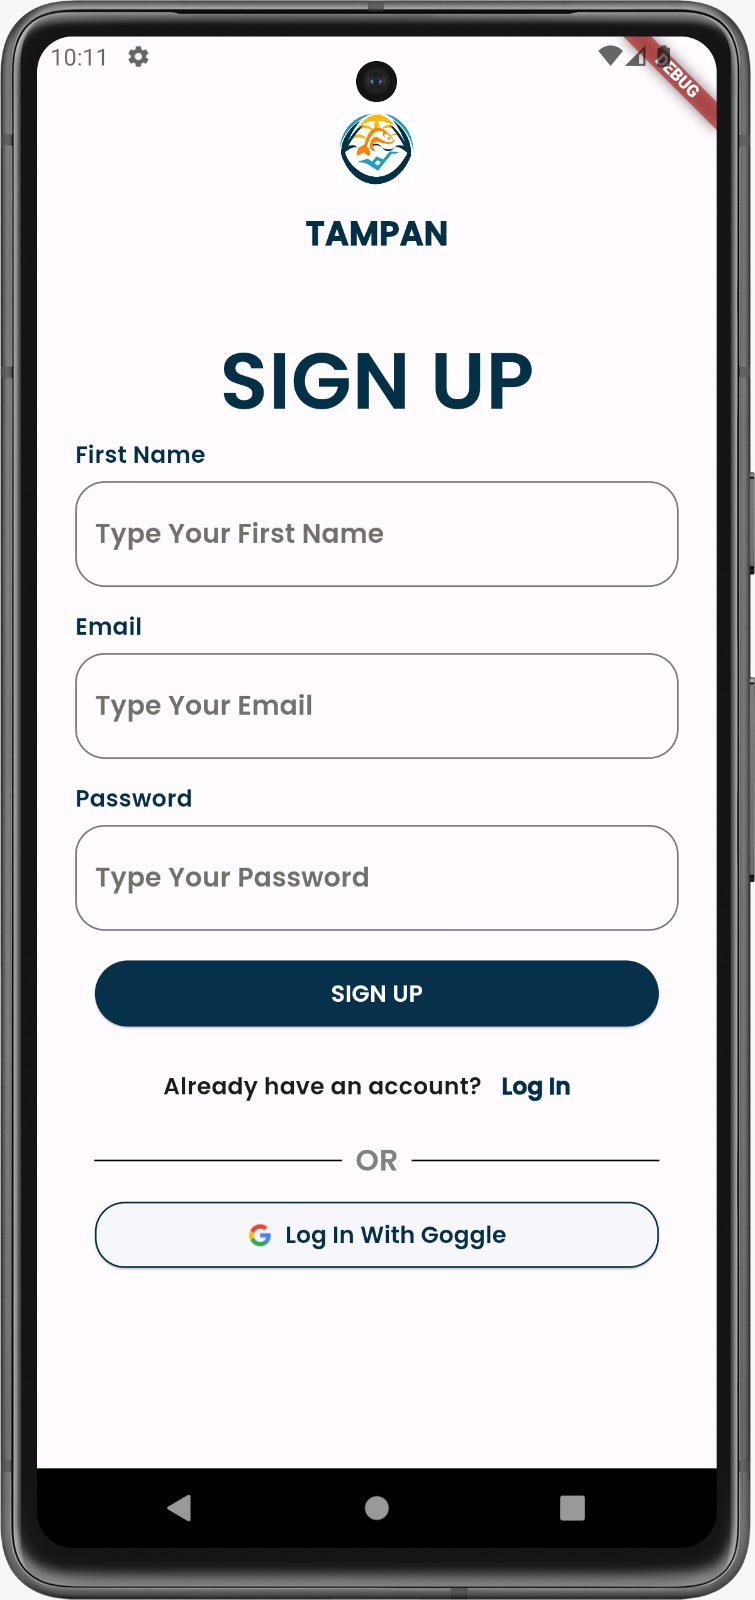 10:11
DEBUG
TAMPAN
SIGN UP
First Name
Type Your First Name
Email
Type Your Email
Password
Type Your Password
SIGN UP
Already have an account? Log In
OR
Log In With Goggle